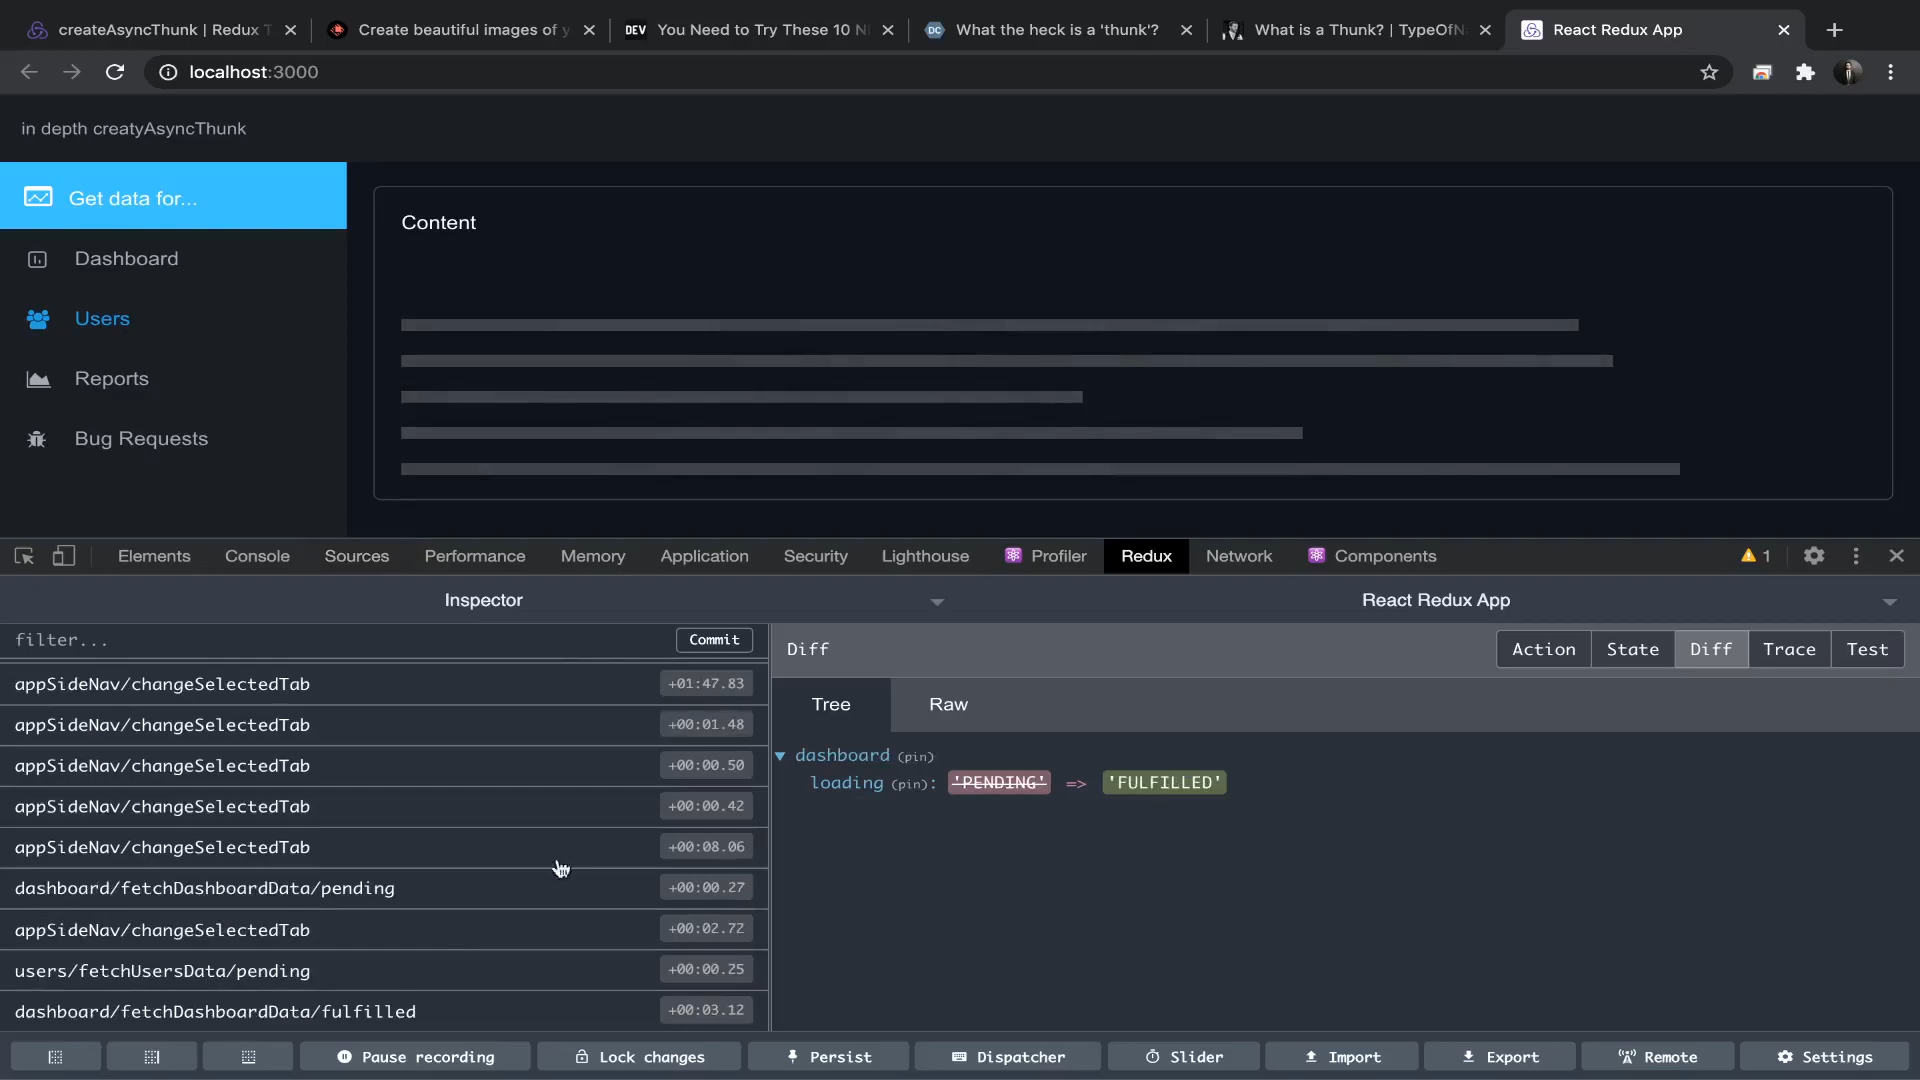 createAsyncThunk | Redux T
Create beautiful images of y
DEV You Need to Try These 10 N
DC What the heck is a 'thunk'?
What is a Thunk? | TypeOfN
React Redux App
localhost:3000
in depth creatyAsyncThunk
Get data for...
Dashboard
Users
Reports
Bug Requests
Content
Elements Console Sources Performance Memory Application Security Lighthouse Profiler Redux Network Components 1
Inspector
React Redux App
filter... Commit
appSideNav/changeSelectedTab +01:47.83
appSideNav/changeSelectedTab +00:01.48
appSideNav/changeSelectedTab +00:00.50
appSideNav/changeSelectedTab +00:00.42
appSideNav/changeSelectedTab +00:08.06
dashboard/fetchDashboardData/pending +00:00.27
appSideNav/changeSelectedTab +00:02.72
users/fetchUsersData/pending +00:00.25
dashboard/fetchDashboardData/fulfilled +00:03.12
Diff Action State Diff Trace Test
Tree Raw
dashboard (pin)
loading (pin): 'PENDING' => 'FULFILLED'
Pause recording Lock changes Persist Dispatcher Slider Import Export Remote Settings